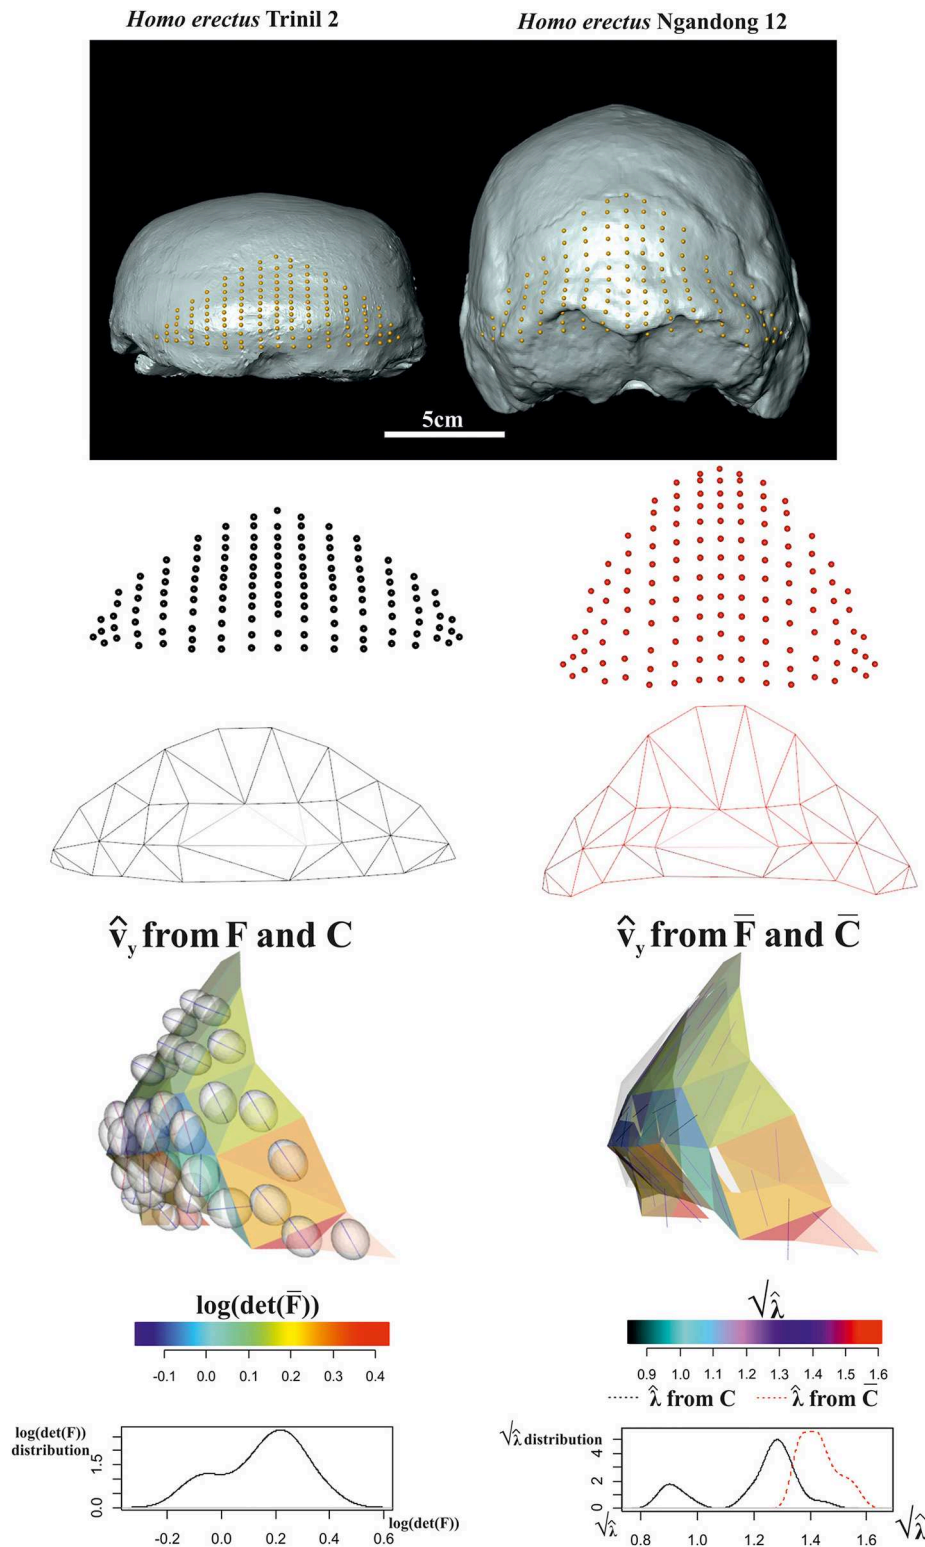 Homo erectus Trinil 2
Homo erectus Ngandong 12
5cm
v̂y from F and C
v̂y from F̅ and C̅
log(det(F̅))
-0.1 0.0 0.1 0.2 0.3 0.4
√λ̂
0.9 1.0 1.1 1.2 1.3 1.4 1.5 1.6
λ̂ from C
λ̂ from C̅
log(det(F))
distribution
1.5
0.0
-0.2 0.0 0.2 0.4 0.6
log(det(F))
√λ̂ distribution
4
2
0
√λ̂
0.8 1.0 1.2 1.4 1.6
√λ̂